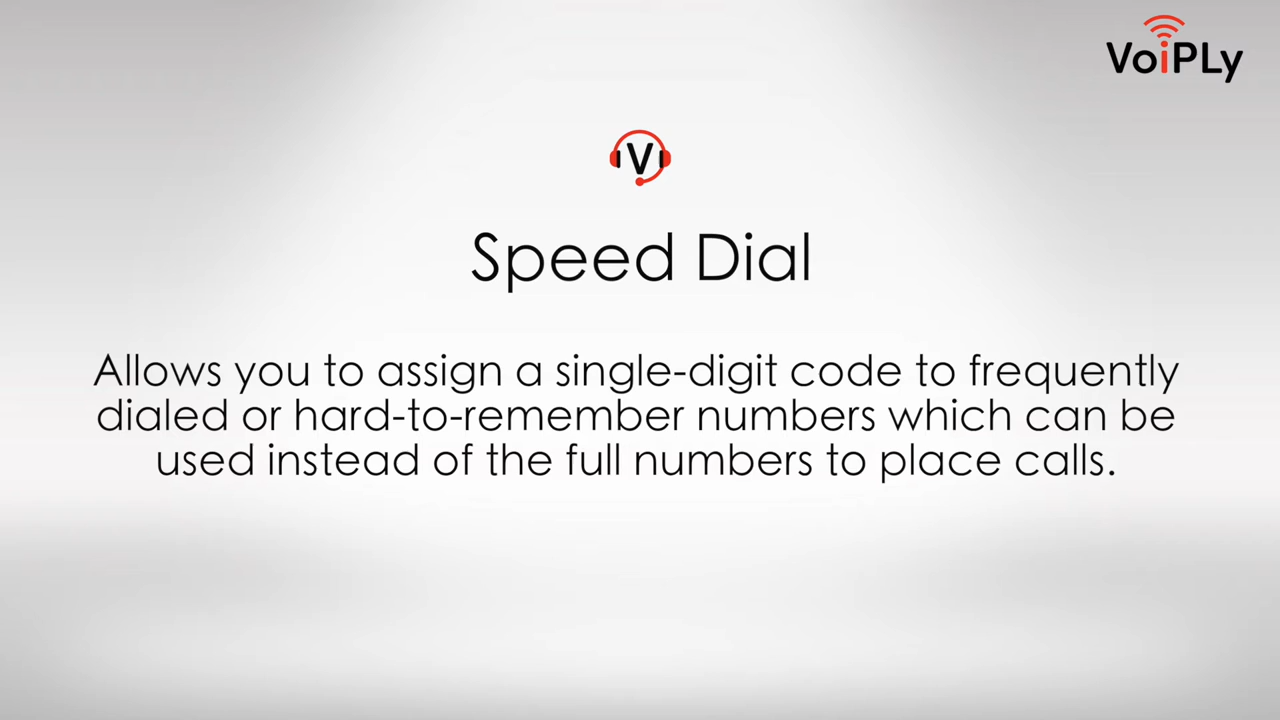 VoiPLy
V
Speed Dial
Allows you to assign a single-digit code to frequently
dialed or hard-to-remember numbers which can be
used instead of the full numbers to place calls.